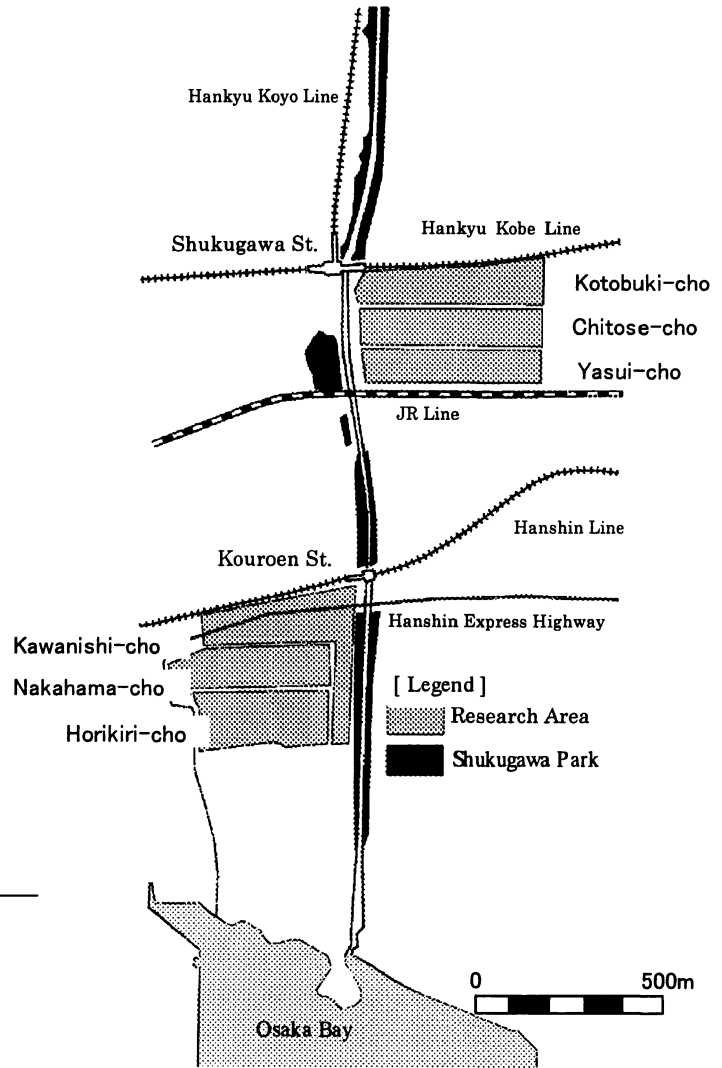 Hankyu Koyo Line
Hankyu Kobe Line
Shukugawa St.
Kotobuki-cho
Chitose-cho
Yasui-cho
JR Line
Hanshin Line
Kouroen St.
Hanshin Express Highway
Kawanishi-cho
Nakahama-cho
Horikiri-cho
[ Legend ]
Research Area
Shukugawa Park
0 500m
Osaka Bay